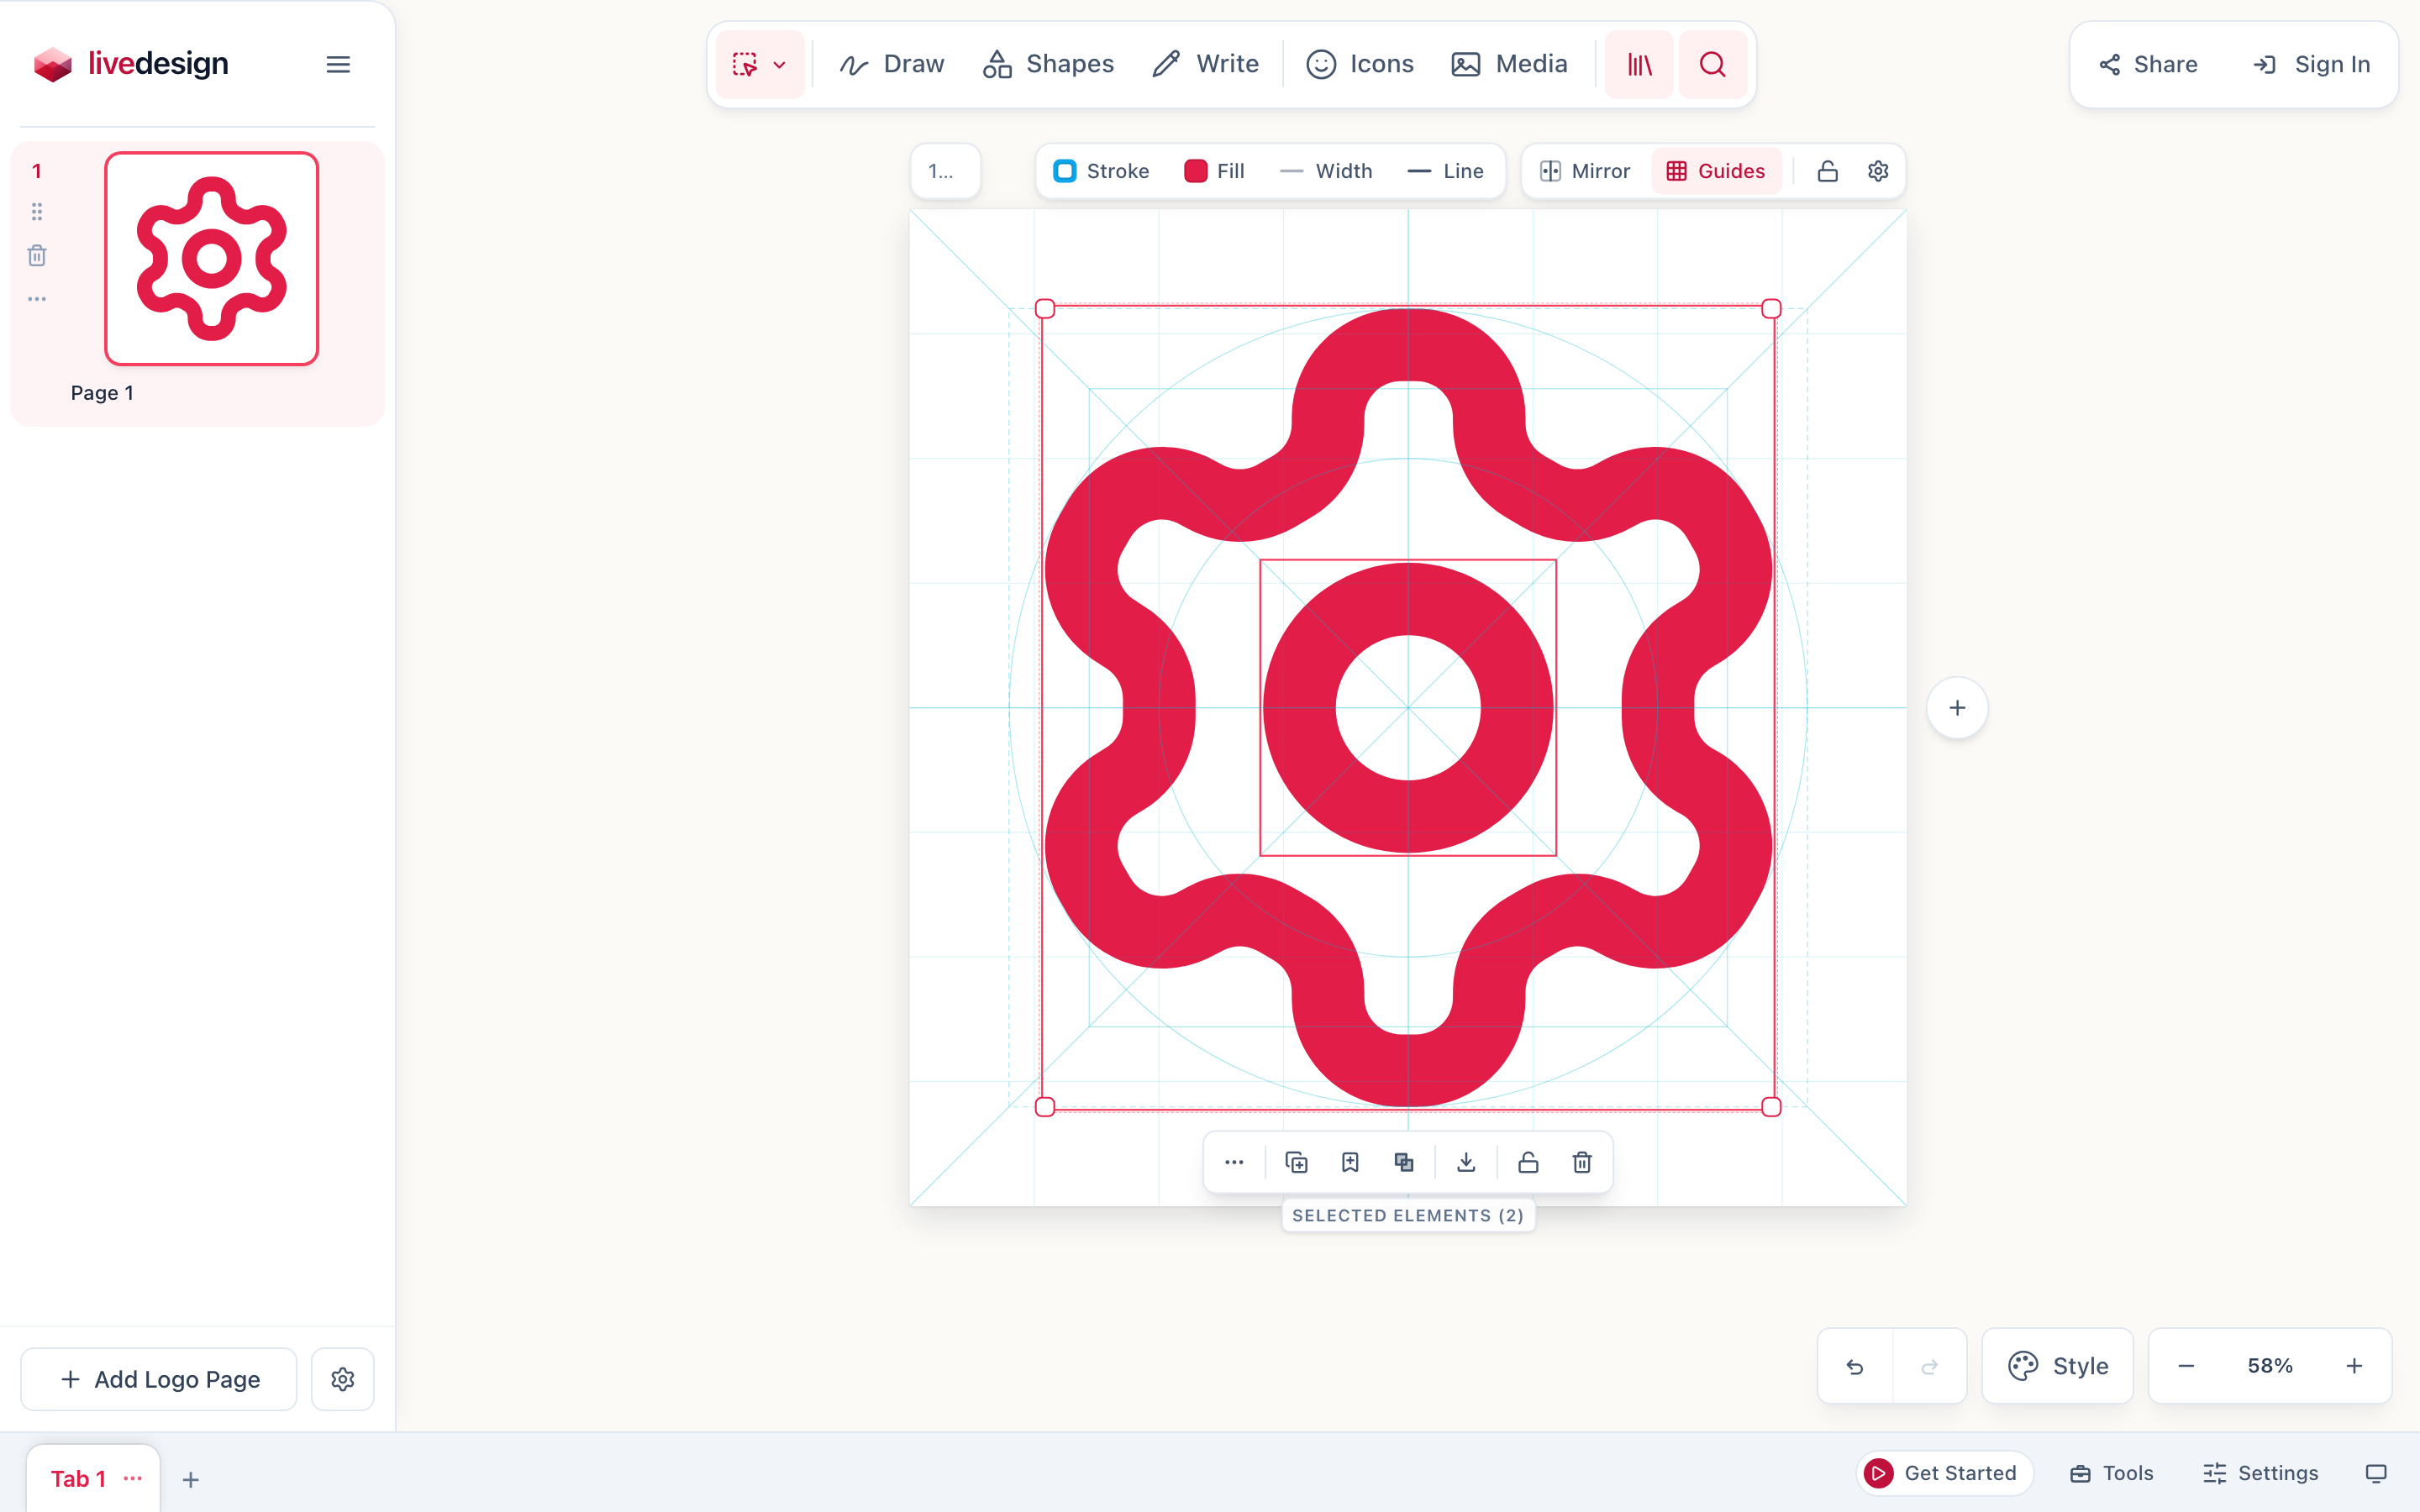 livedesign
Draw
Shapes
Write
Icons
Media
Share
Sign In
1
Page 1
1...
Stroke
Fill
Width
Line
Mirror
Guides
SELECTED ELEMENTS (2)
Add Logo Page
Style
58%
Tab 1
Get Started
Tools
Settings